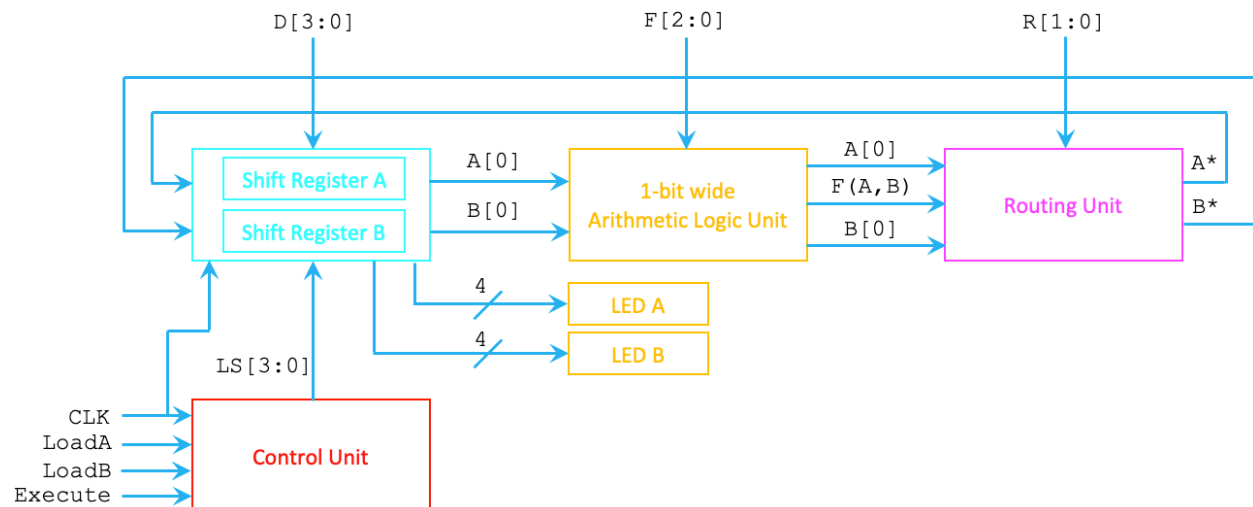 D[3:0]
F[2:0]
R[1:0]
Shift Register A
Shift Register B
A[0]
B[0]
1-bit wide
Arithmetic Logic Unit
A[0]
F(A,B)
B[0]
Routing Unit
A*
B*
4
LED A
4
LED B
LS[3:0]
CLK
LoadA
LoadB
Execute
Control Unit